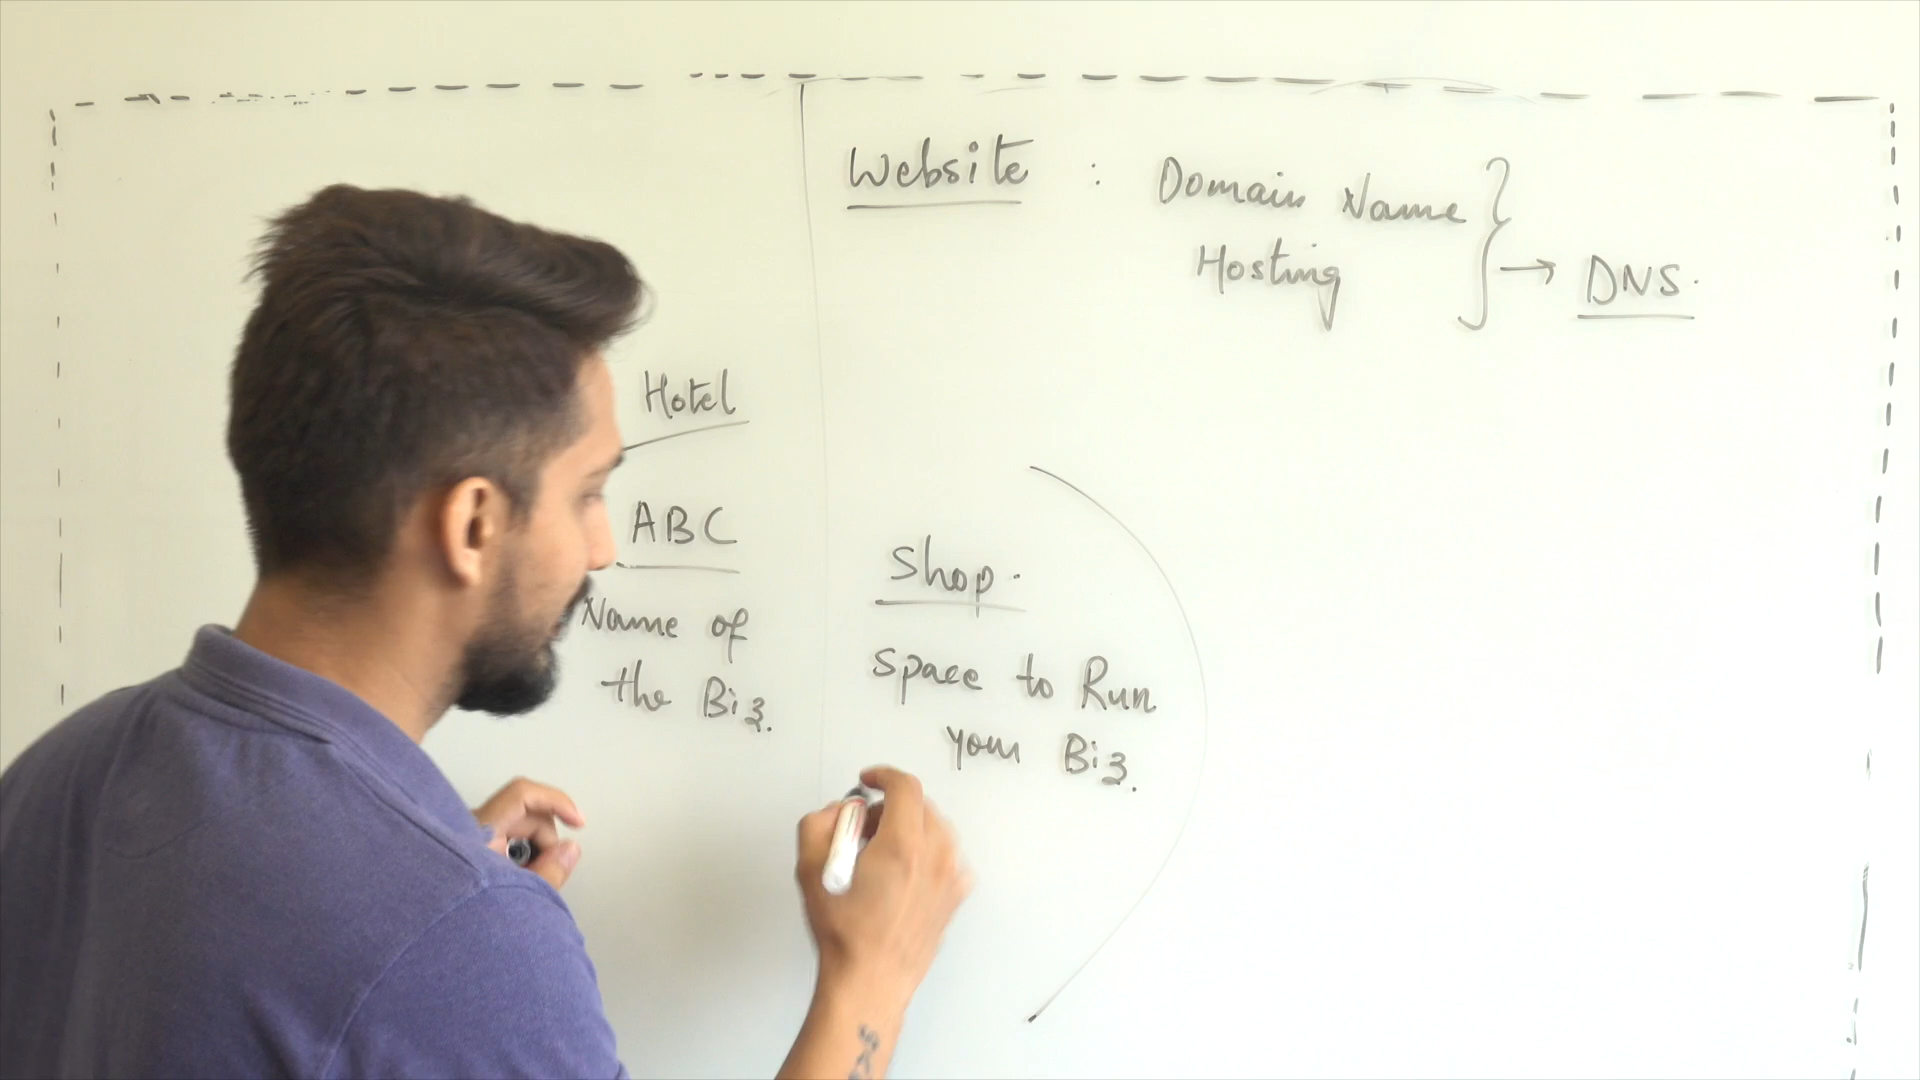 Website : Domain Name
Hosting
→ DNS.
Hotel
ABC
Name of
the Biz.
Shop.
Space to Run
your Biz.